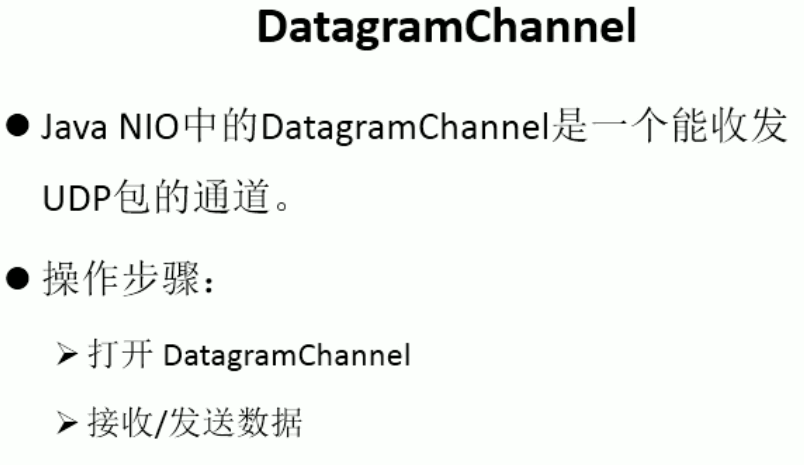 DatagramChannel
● Java NIO中的DatagramChannel是一个能收发
UDP包的通道。
● 操作步骤：
➢ 打开 DatagramChannel
➢ 接收/发送数据